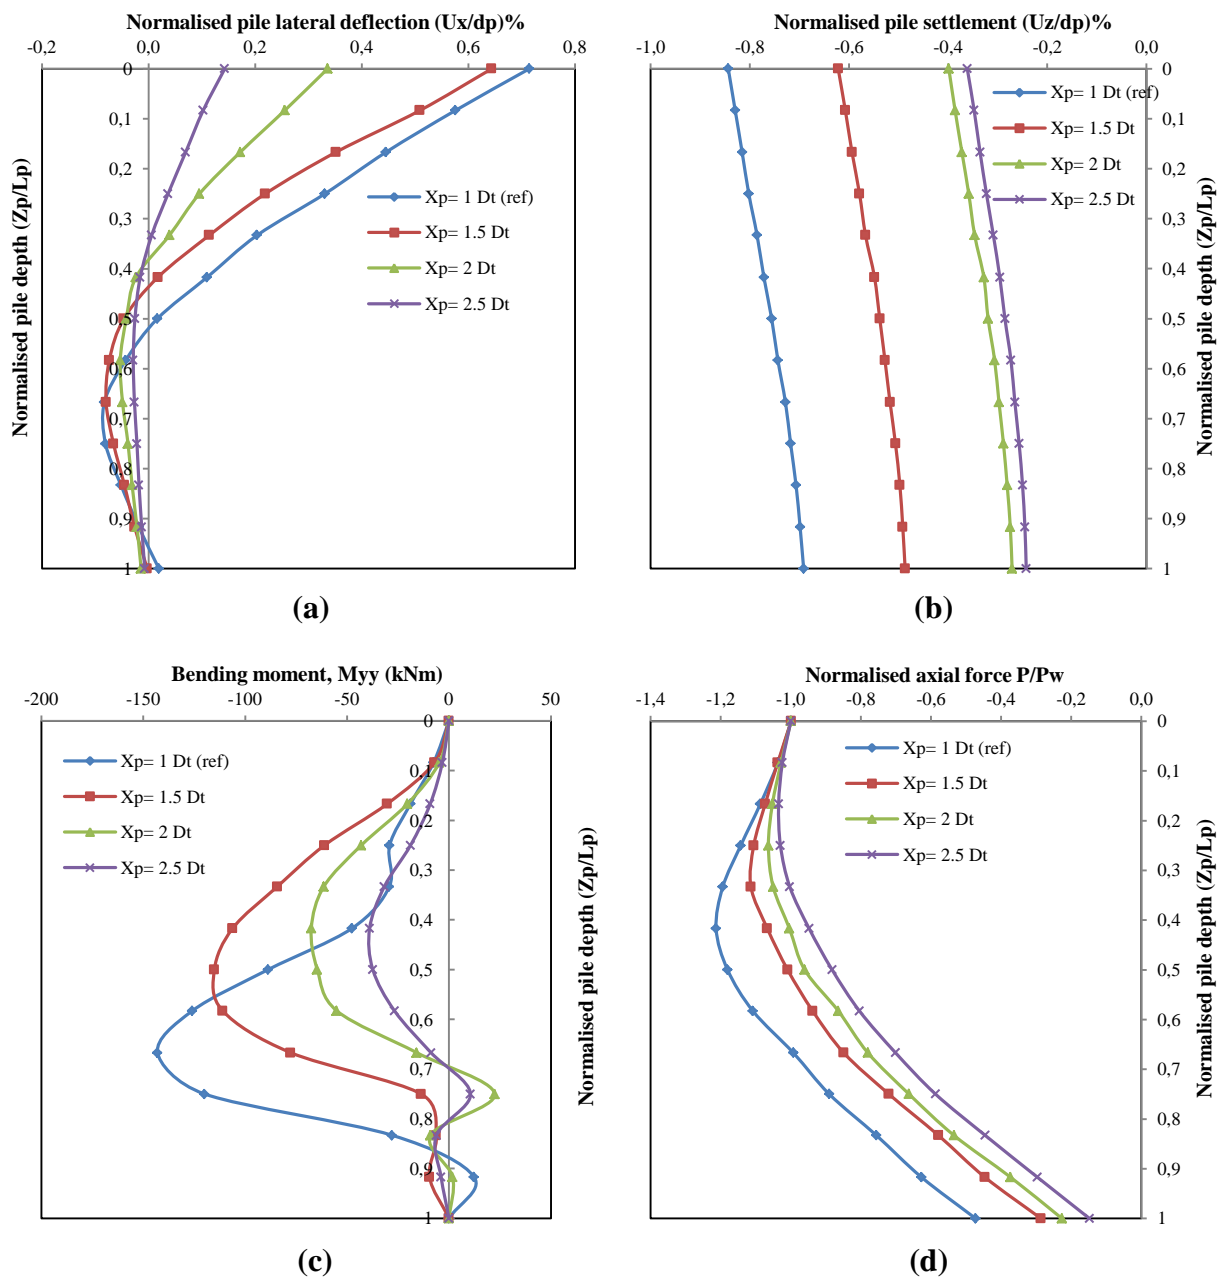 Normalised pile lateral deflection (Ux/dp)%
-0,2 0,0 0,2 0,4 0,6 0,8
0
0,1
0,2
0,3
0,4
0,5
0,6
0,7
0,8
0,9
1
Normalised pile depth (Zp/Lp)
Xp= 1 Dt (ref)
Xp= 1.5 Dt
Xp= 2 Dt
Xp= 2.5 Dt
(a)
Normalised pile settlement (Uz/dp)%
-1,0 -0,8 -0,6 -0,4 -0,2 0,0
0
0,1
0,2
0,3
0,4
0,5
0,6
0,7
0,8
0,9
1
Normalised pile depth (Zp/Lp)
Xp= 1 Dt (ref)
Xp= 1.5 Dt
Xp= 2 Dt
Xp= 2.5 Dt
(b)
Bending moment, Myy (kNm)
-200 -150 -100 -50 0 50
0
0,1
0,2
0,3
0,4
0,5
0,6
0,7
0,8
0,9
1
Normalised pile depth (Zp/Lp)
Xp= 1 Dt (ref)
Xp= 1.5 Dt
Xp= 2 Dt
Xp= 2.5 Dt
(c)
Normalised axial force P/Pw
-1,4 -1,2 -1,0 -0,8 -0,6 -0,4 -0,2 0,0
0
0,1
0,2
0,3
0,4
0,5
0,6
0,7
0,8
0,9
1
Normalised pile depth (Zp/Lp)
Xp= 1 Dt (ref)
Xp= 1.5 Dt
Xp= 2 Dt
Xp= 2.5 Dt
(d)